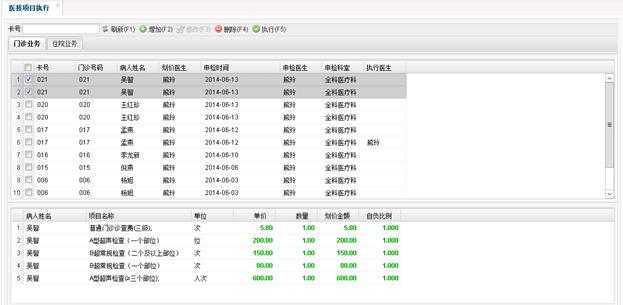 医技项目执行
卡号: 刷新(F1) 增加(F2) 修改(F3) 删除(F4) 执行(F5)
门诊业务 住院业务
卡号 门诊号码 病人姓名 划价医生 申检时间 申检医生 申检科室 执行医生
1 021 021 吴智 戴玲 2014-06-13 戴玲 全科医疗科
2 021 021 吴智 戴玲 2014-06-13 戴玲 全科医疗科
3 020 020 王红珍 戴玲 2014-06-13 戴玲 全科医疗科
4 020 020 王红珍 戴玲 2014-06-13 戴玲 全科医疗科
5 017 017 孟燕 戴玲 2014-06-12 戴玲 全科医疗科
6 017 017 孟燕 戴玲 2014-06-12 戴玲 全科医疗科 戴玲
7 016 016 李龙新 戴玲 2014-06-10 戴玲 全科医疗科
8 015 015 倪燕 戴玲 2014-06-06 戴玲 全科医疗科
9 006 006 杨旭 戴玲 2014-06-03 戴玲 全科医疗科
10 006 006 杨旭 戴玲 2014-06-03 戴玲 全科医疗科
病人姓名 项目名称 单位 单价 数量 划价金额 自负比例
1 吴智 普通门诊诊查费(三级); 次 5.80 1.00 5.80 1.000
2 吴智 A型超声检查(一个部位) 位 200.00 1.00 200.00 1.000
3 吴智 B超常规检查(二个及以上部位) 次 150.00 1.00 150.00 1.000
4 吴智 B超常规检查(一个部位) 次 80.00 1.00 80.00 1.000
5 吴智 A型超声检查(≥三个部位); 人次 600.00 1.00 600.00 1.000